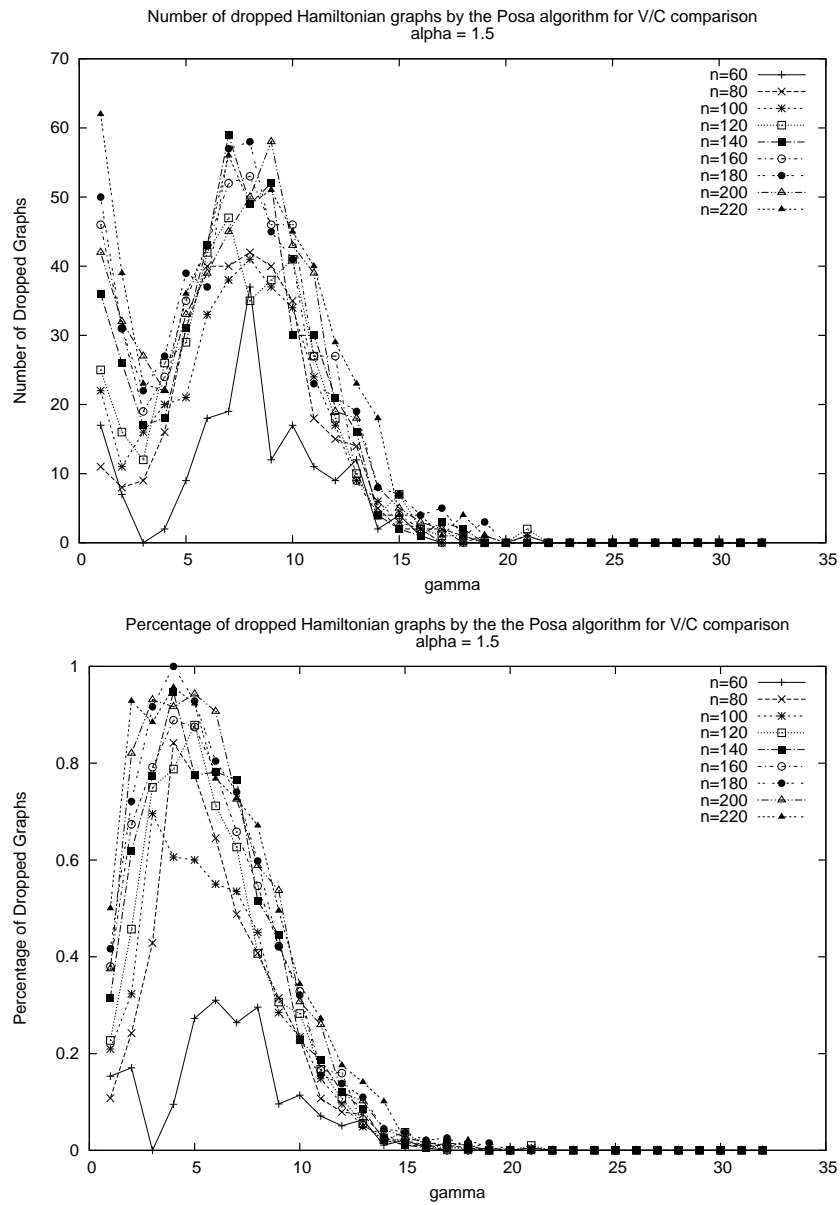 Number of dropped Hamiltonian graphs by the Posa algorithm for V/C comparison
alpha = 1.5
70
60
50
40
30
20
10
0
Number of Dropped Graphs
n=60
n=80
n=100
n=120
n=140
n=160
n=180
n=200
n=220
0 5 10 15 20 25 30 35
gamma
Percentage of dropped Hamiltonian graphs by the the Posa algorithm for V/C comparison
alpha = 1.5
1
0.8
0.6
0.4
0.2
0
Percentage of Dropped Graphs
n=60
n=80
n=100
n=120
n=140
n=160
n=180
n=200
n=220
0 5 10 15 20 25 30 35
gamma